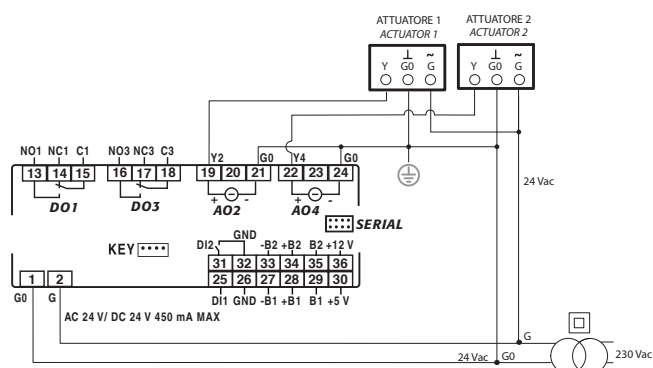 ATTUATORE 1
ACTUATOR 1
ATTUATORE 2
ACTUATOR 2
Y G0 G
⊥ ~
Y G0 G
⊥ ~
NO1 NC1 C1
NO3 NC3 C3
Y2 G0 Y4 G0
13 14 15
16 17 18
19 20 21
22 23 24
DO1
DO3
+ -
AO2
+ -
AO4
SERIAL
KEY
DI2 GND -B2 +B2 B2 +12 V
31 32 33 34 35 36
25 26 27 28 29 30
DI1 GND -B1 +B1 B1 +5 V
1 2
G0 G
AC 24 V/ DC 24 V 450 mA MAX
24 Vac
G
24 Vac G0
230 Vac